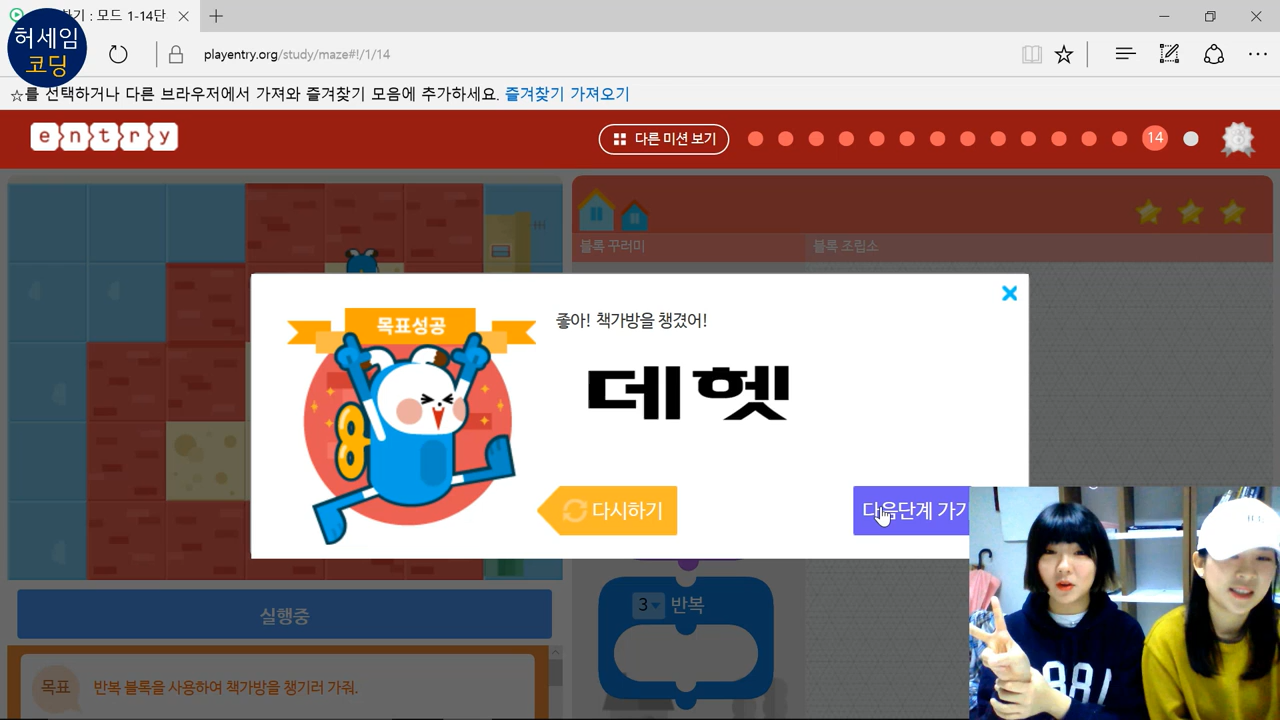 하기 : 모드 1-14단
허세임
코딩
playentry.org/study/maze#!/1/14
☆를 선택하거나 다른 브라우저에서 가져와 즐겨찾기 모음에 추가하세요. 즐겨찾기 가져오기
entry
다른 미션 보기
14
블록 꾸러미
블록 조립소
목표성공
좋아! 책가방을 챙겼어!
데헷
다시하기
다음단계 가기
3 반복
실행중
목표
반복 블록을 사용하여 책가방을 챙기러 가줘.